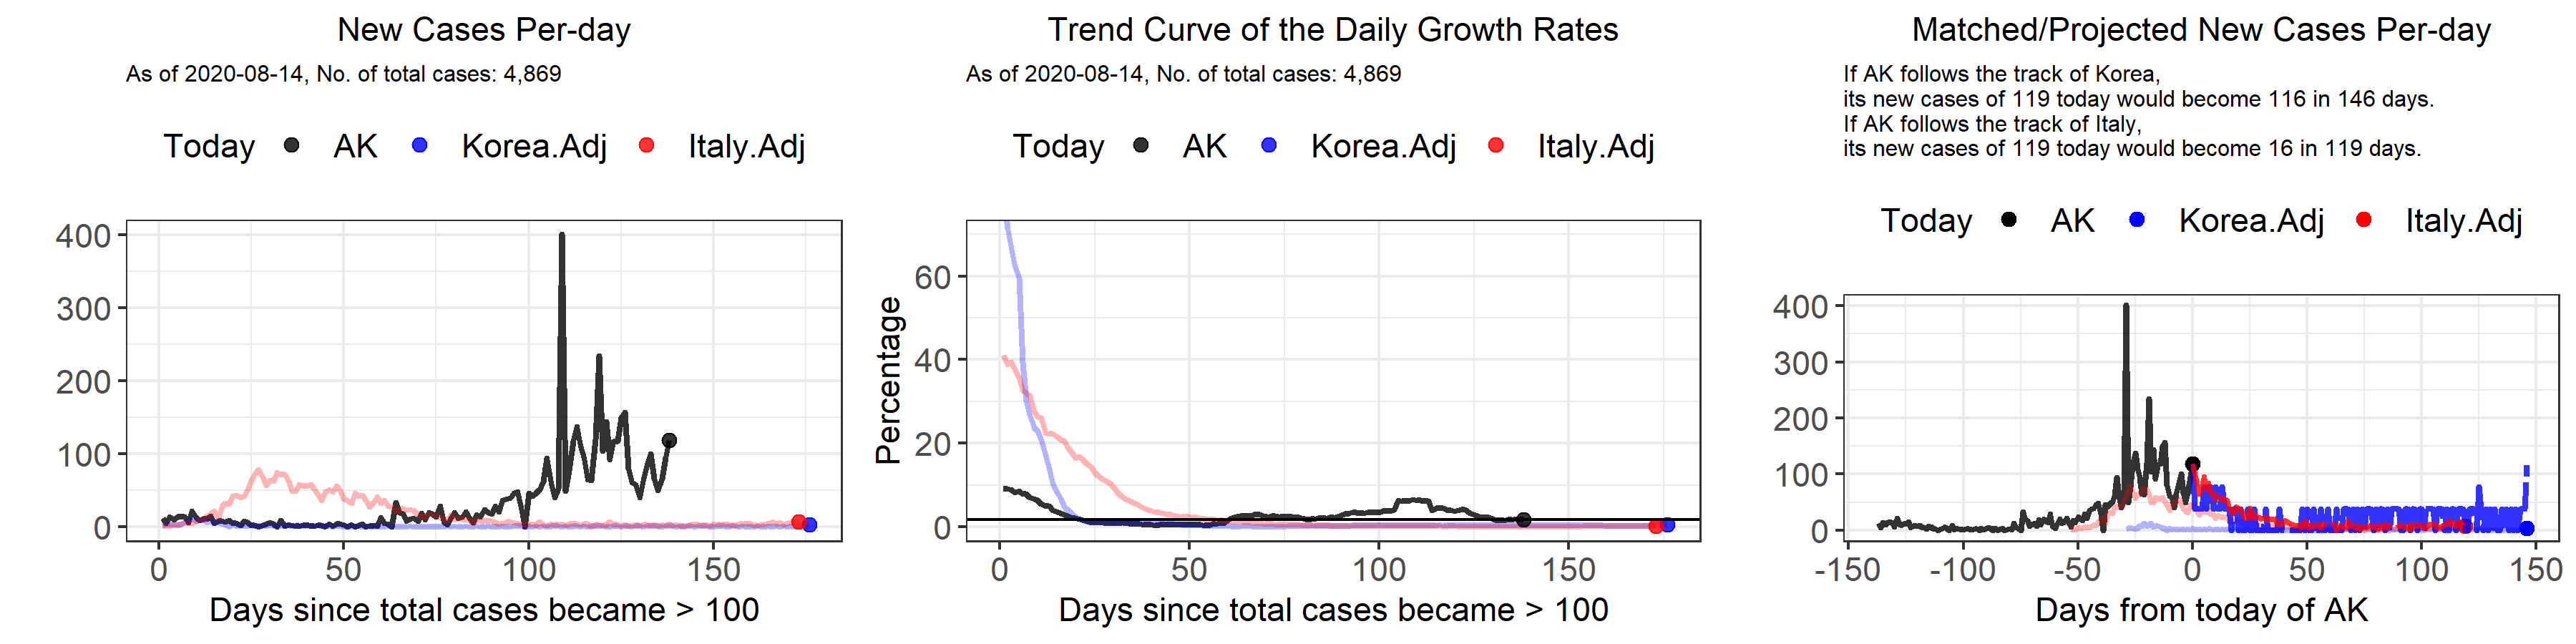 New Cases Per-day
As of 2020-08-14, No. of total cases: 4,869
Today AK Korea.Adj Italy.Adj
400
300
200
100
0
0 50 100 150
Days since total cases became > 100
Trend Curve of the Daily Growth Rates
As of 2020-08-14, No. of total cases: 4,869
Today AK Korea.Adj Italy.Adj
Percentage
60
40
20
0
0 50 100 150
Days since total cases became > 100
Matched/Projected New Cases Per-day
If AK follows the track of Korea,
its new cases of 119 today would become 116 in 146 days.
If AK follows the track of Italy,
its new cases of 119 today would become 16 in 119 days.
Today AK Korea.Adj Italy.Adj
400
300
200
100
0
-150 -100 -50 0 50 100 150
Days from today of AK